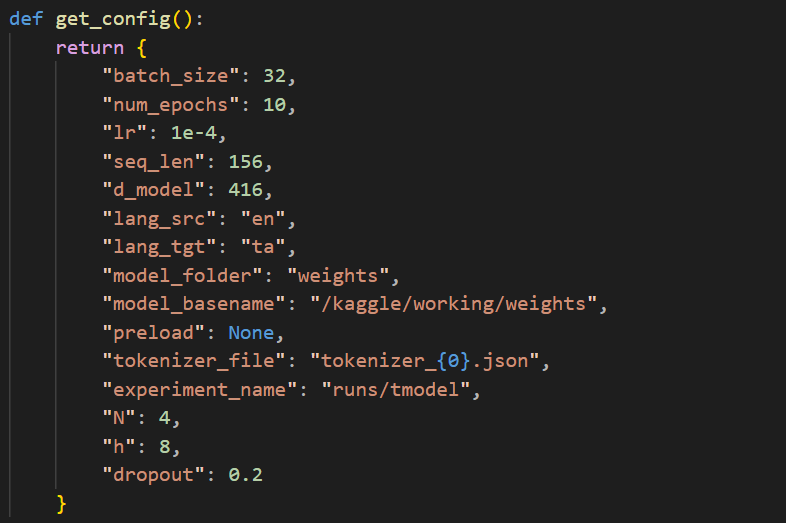 def get_config():
    return {
        "batch_size": 32,
        "num_epochs": 10,
        "lr": 1e-4,
        "seq_len": 156,
        "d_model": 416,
        "lang_src": "en",
        "lang_tgt": "ta",
        "model_folder": "weights",
        "model_basename": "/kaggle/working/weights",
        "preload": None,
        "tokenizer_file": "tokenizer_{0}.json",
        "experiment_name": "runs/tmodel",
        "N": 4,
        "h": 8,
        "dropout": 0.2
    }